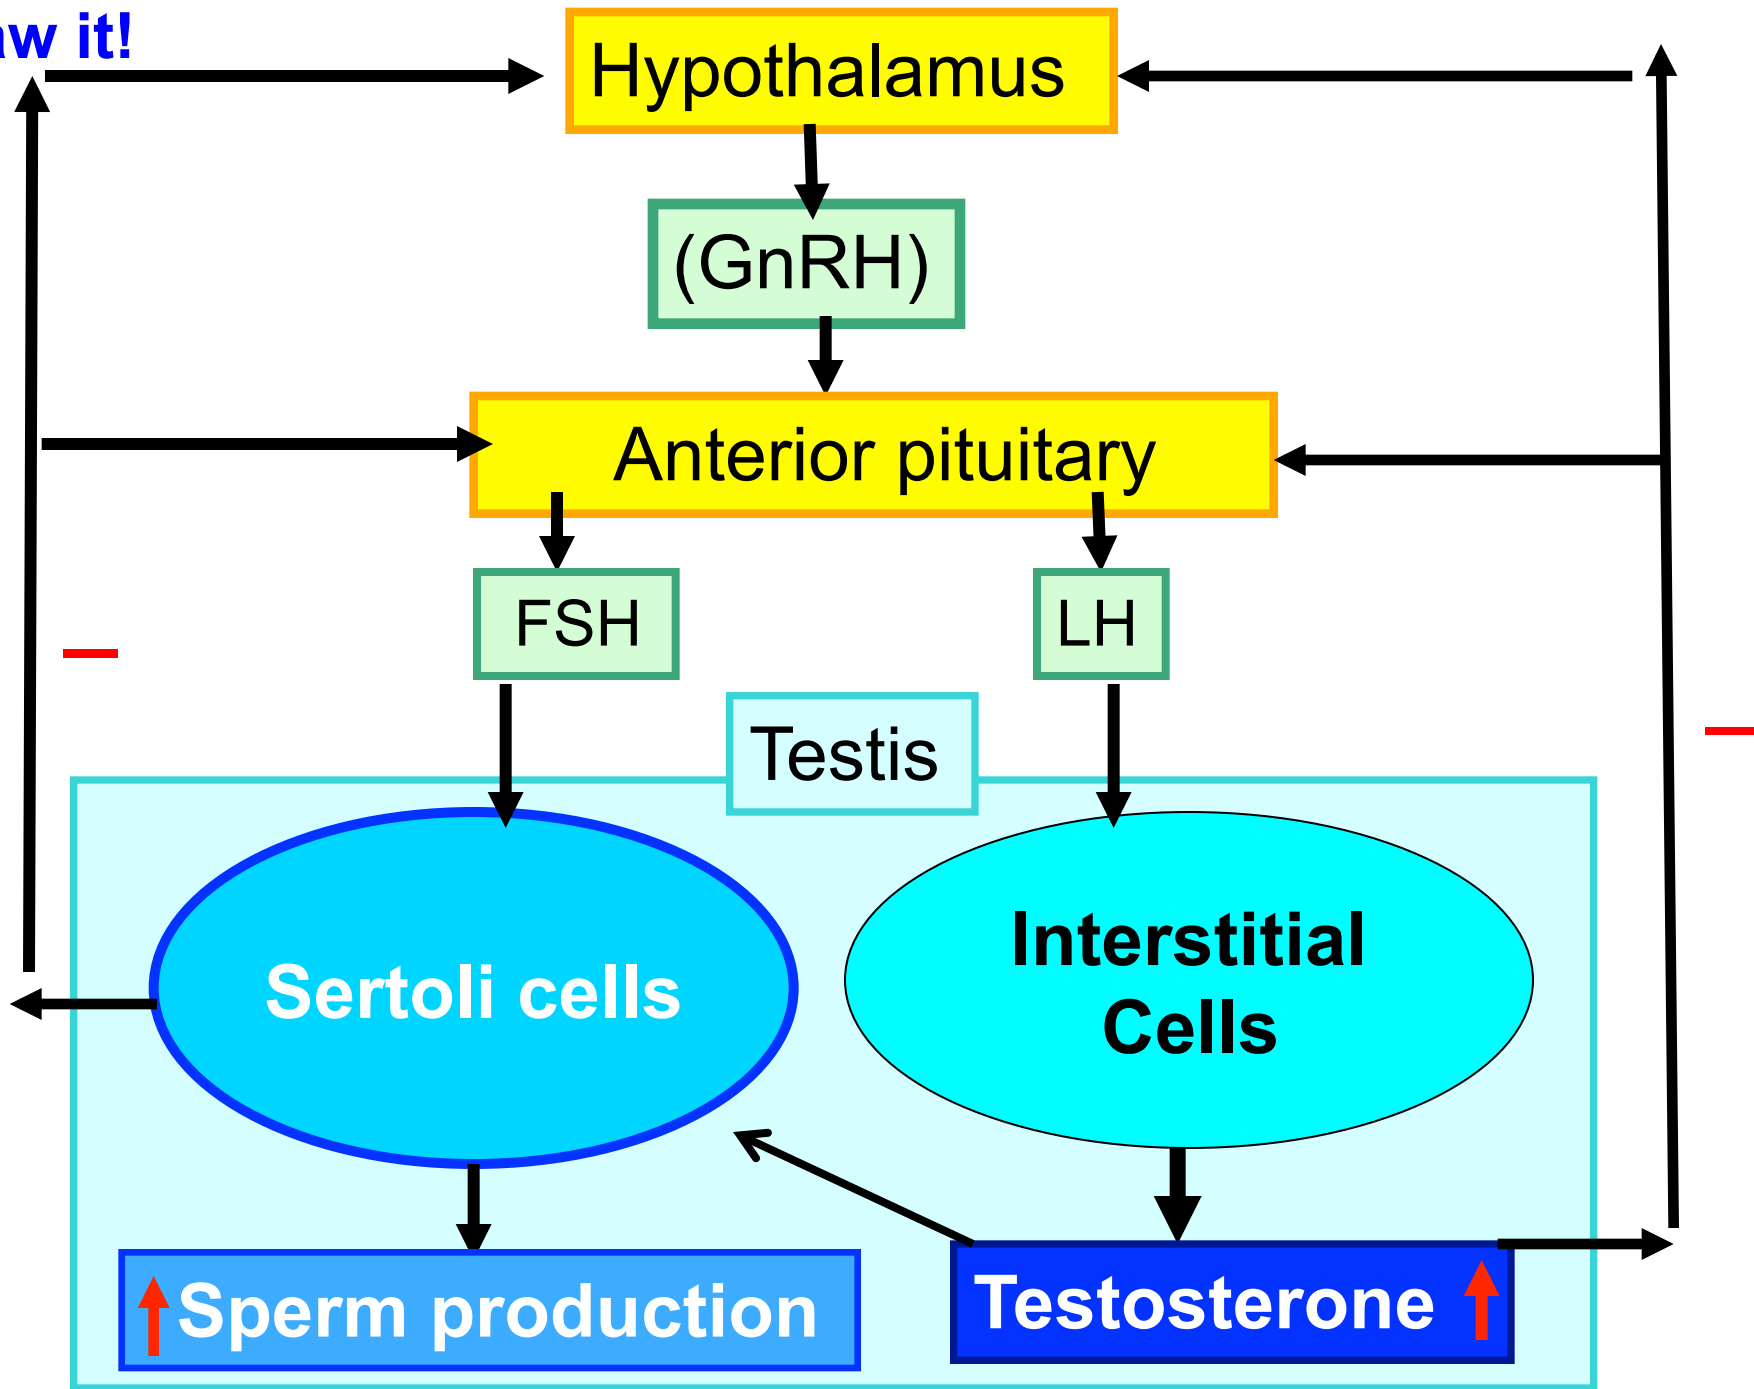 it!
Hypothalamus
(GnRH)
Anterior pituitary
FSH
LH
Testis
Sertoli cells
Interstitial
Cells
Sperm production
Testosterone